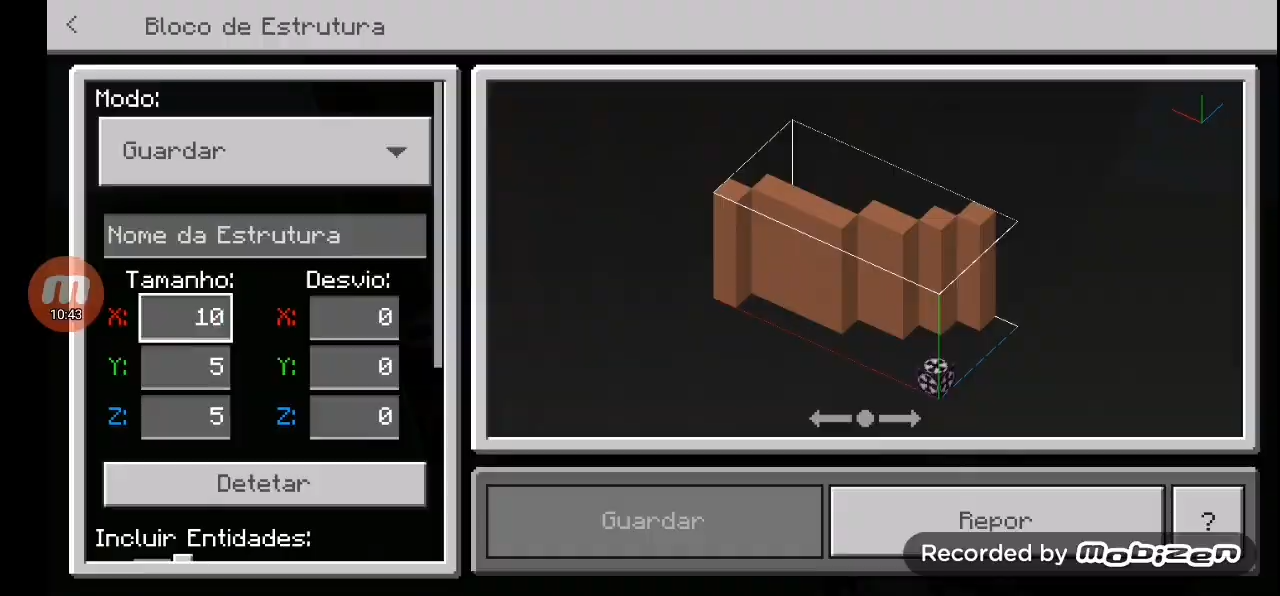 Bloco de Estrutura
Modo:
Guardar
Nome da Estrutura
Tamanho: Desvio:
X: 10 X: 0
Y: 5 Y: 0
Z: 5 Z: 0
Detetar
Incluir Entidades:
10:43
Guardar
Repor
?
Recorded by mobizen